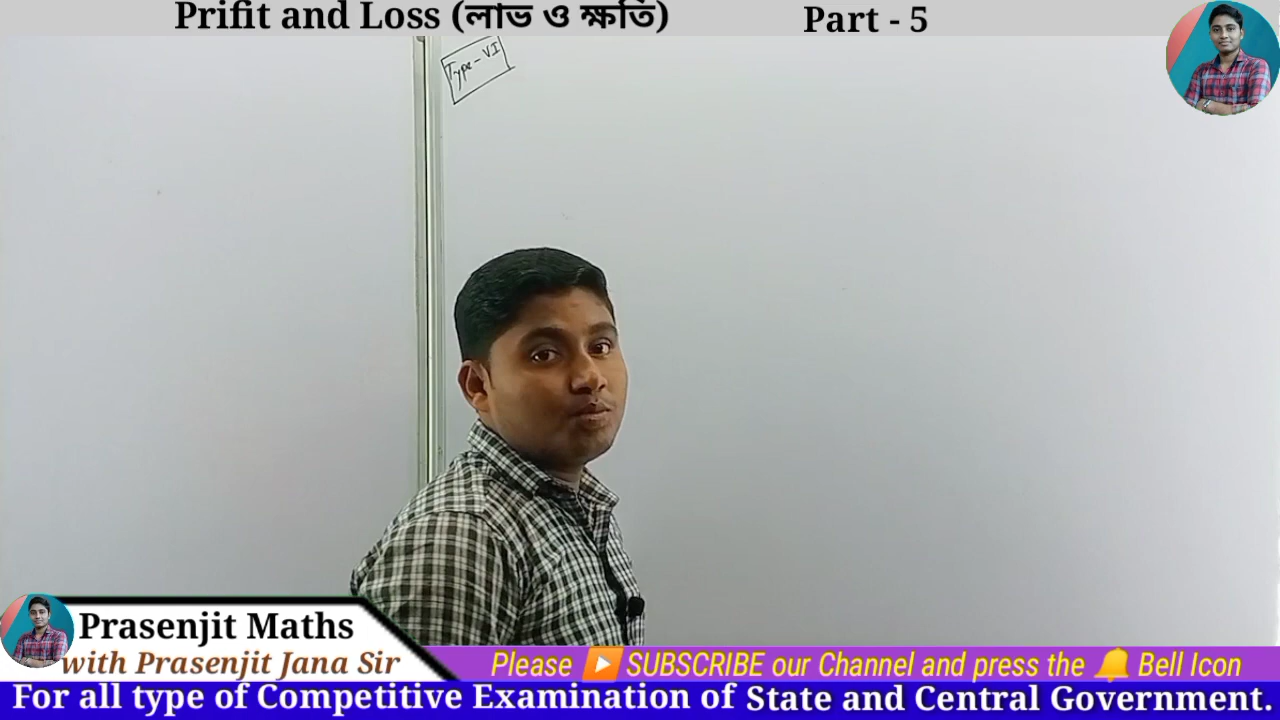 Prifit and Loss (লাভ ও ক্ষতি) Part - 5
Type-VI
Prasenjit Maths
with Prasenjit Jana Sir
Please SUBSCRIBE our Channel and press the Bell Icon
For all type of Competitive Examination of State and Central Government.